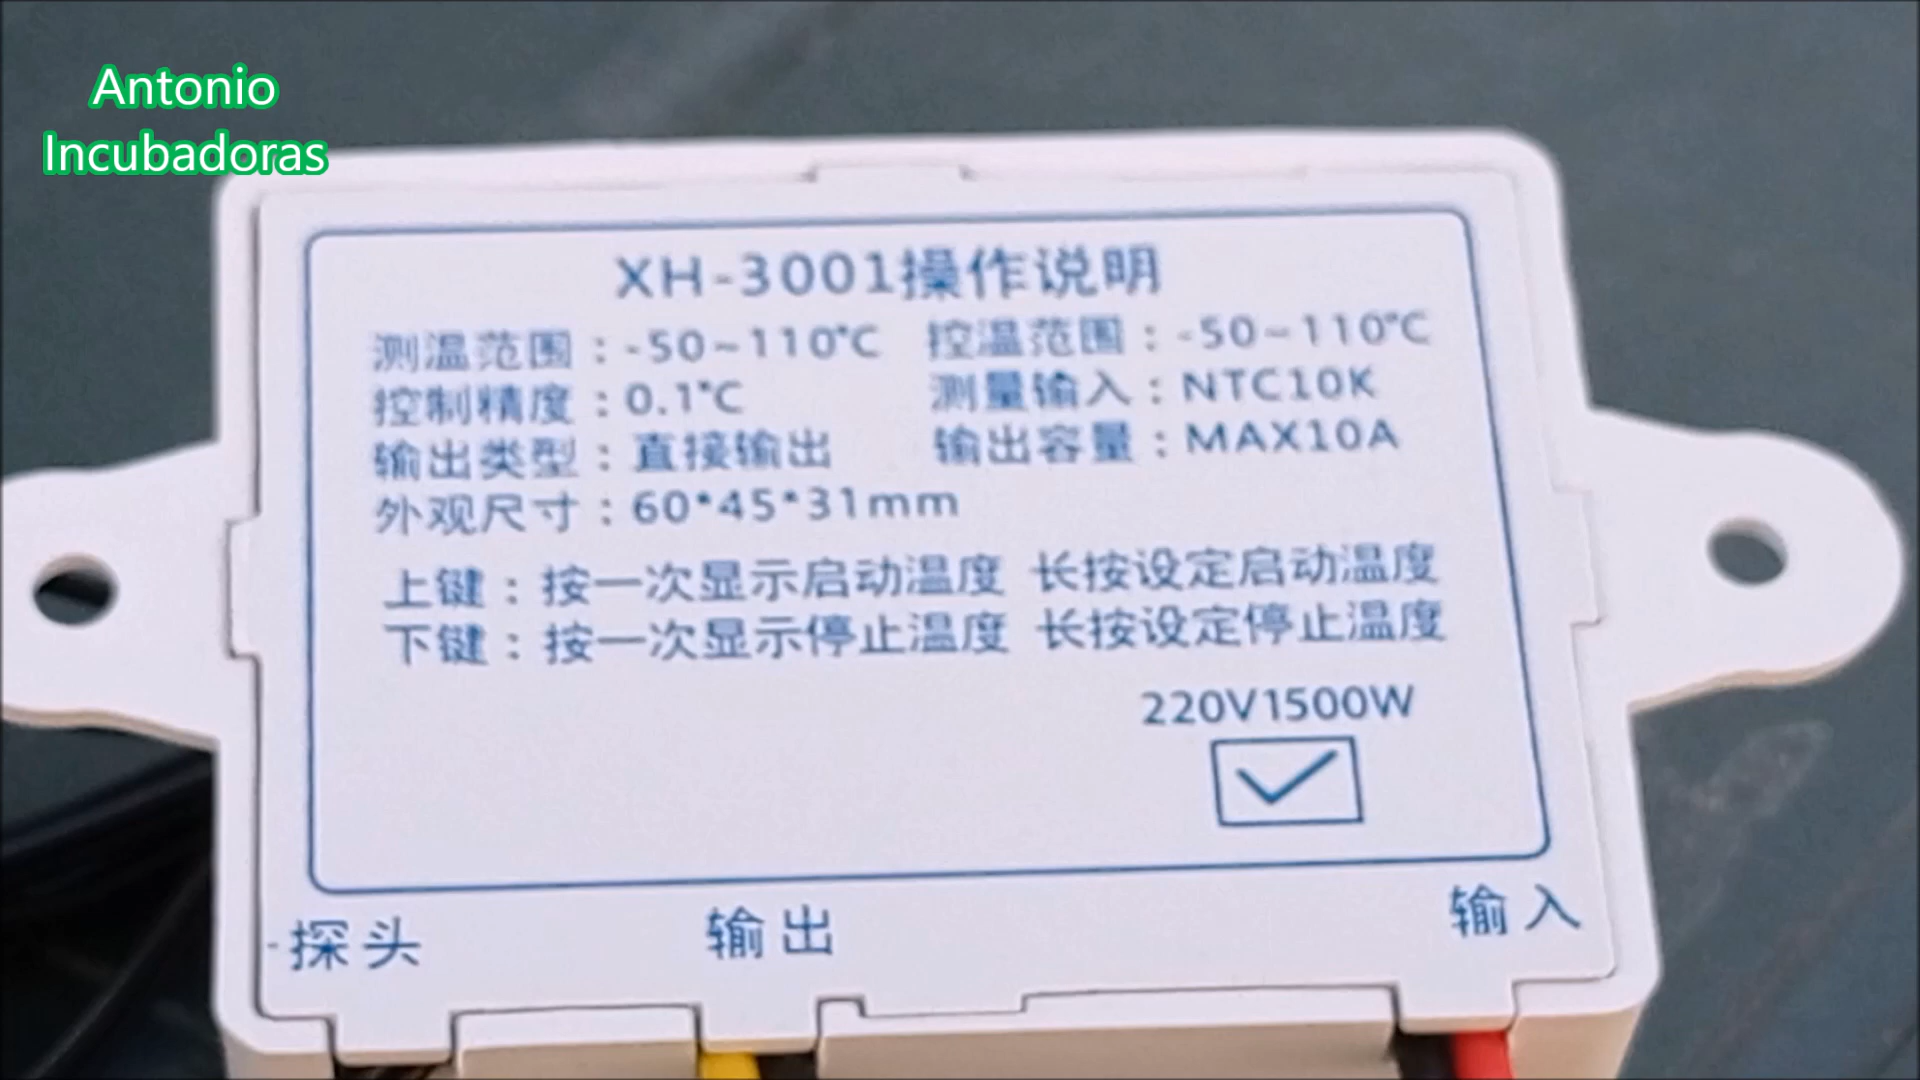 Antonio
Incubadoras
XH-3001操作说明
测温范围：-50~110℃ 控温范围：-50~110℃
控制精度：0.1℃ 测量输入：NTC10K
输出类型：直接输出 输出容量：MAX10A
外观尺寸：60*45*31mm
上键：按一次显示启动温度 长按设定启动温度
下键：按一次显示停止温度 长按设定停止温度
220V1500W
探头 输出 输入